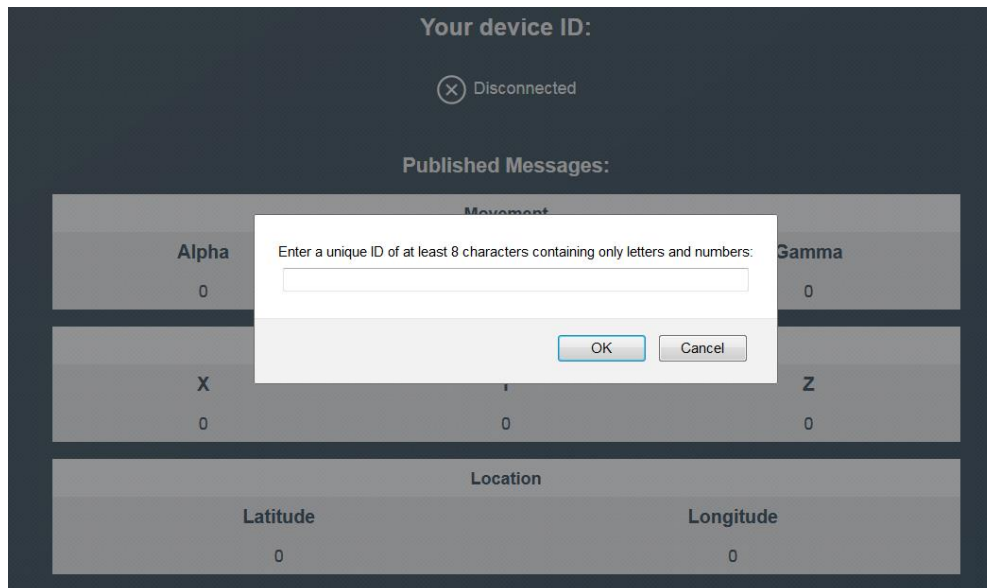 Your device ID:
Disconnected
Published Messages:
Movement
Alpha
Gamma
0
0
Enter a unique ID of at least 8 characters containing only letters and numbers:
OK
Cancel
X
Z
0
0
0
Location
Latitude
Longitude
0
0